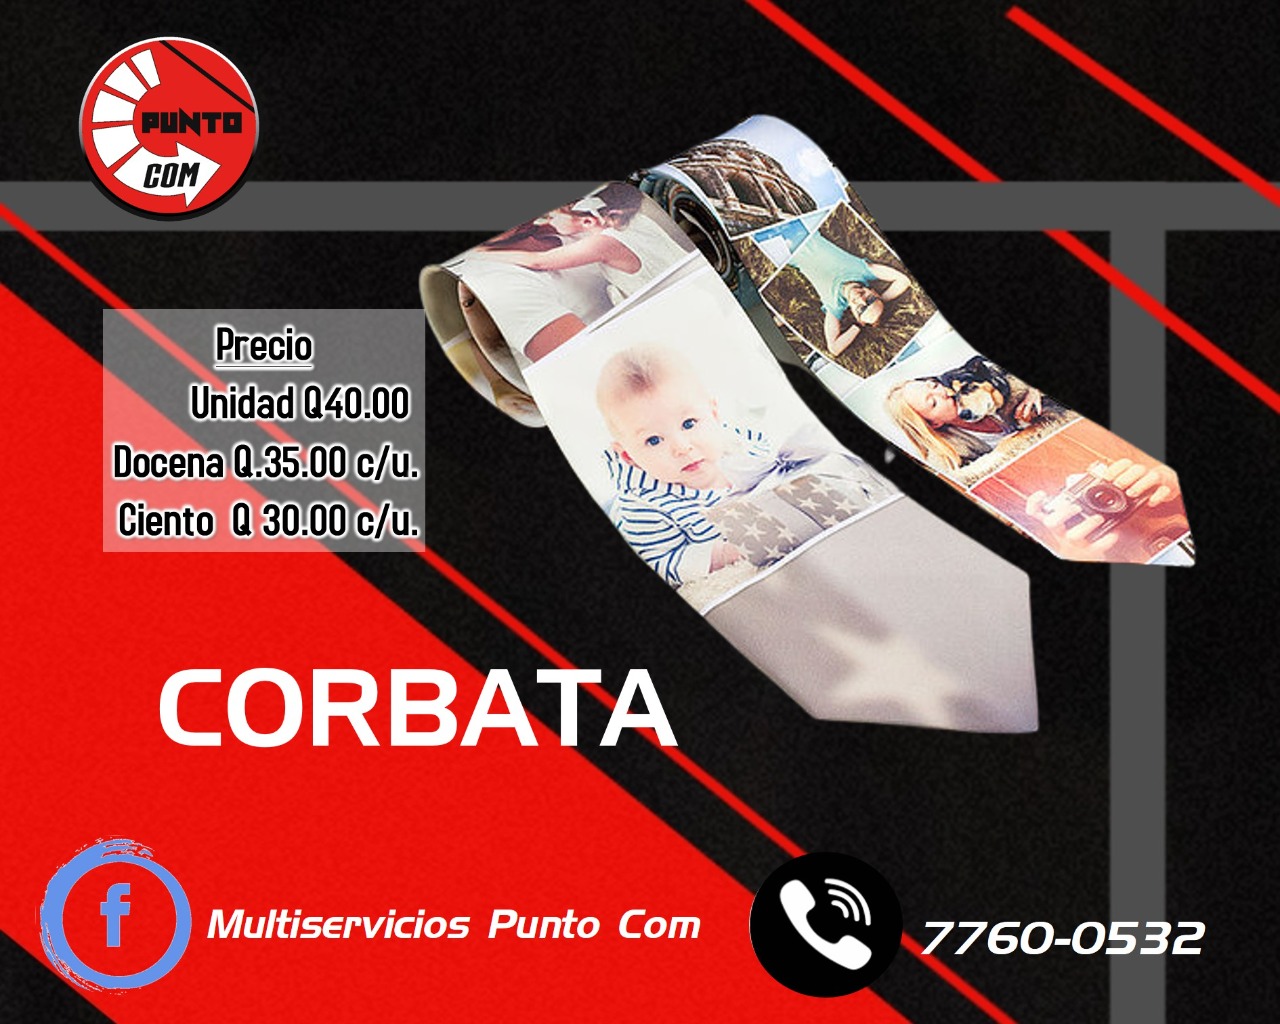 PUNTO
COM
Precio
Unidad Q40.00
Docena Q.35.00 c/u.
Ciento Q 30.00 c/u.
CORBATA
f
Multiservicios Punto Com
7760-0532